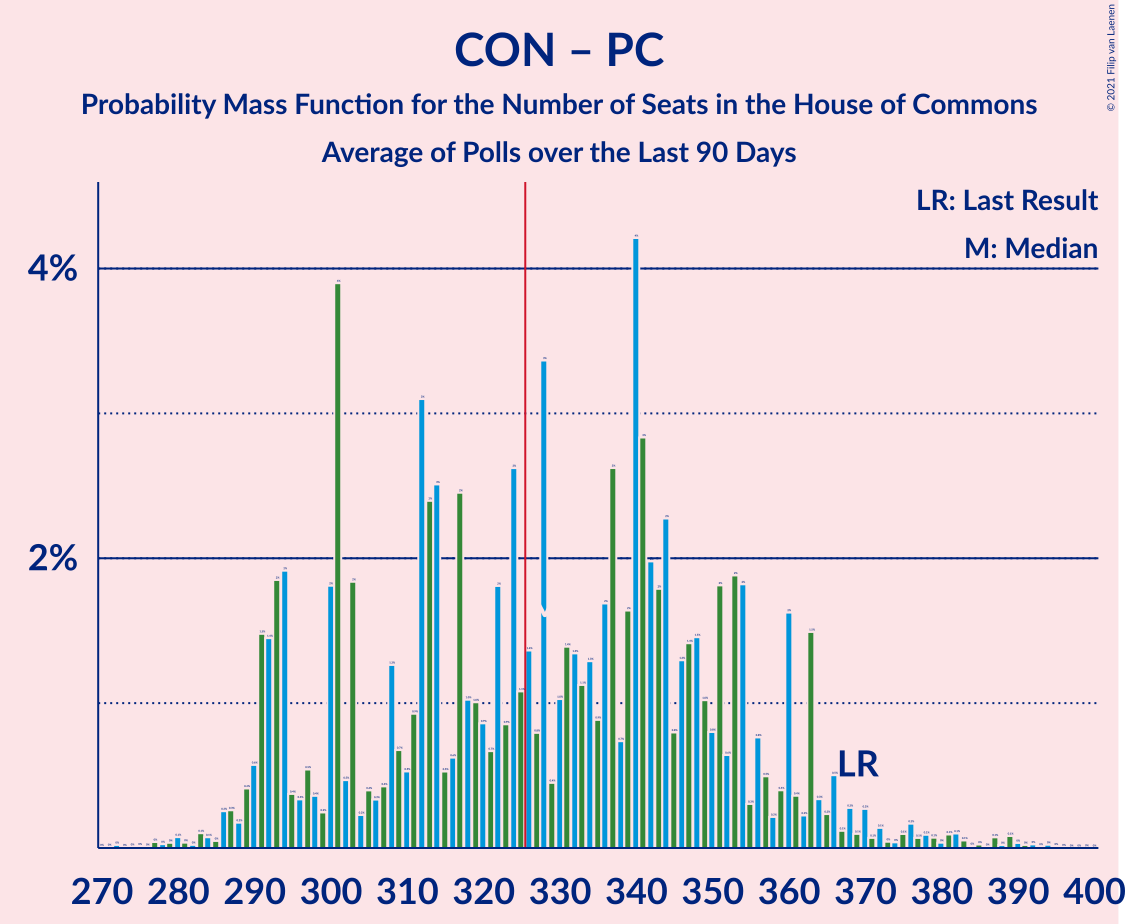 CON – PC
Probability Mass Function for the Number of Seats in the House of Commons
Average of Polls over the Last 90 Days
© 2021 Filip van Laenen
LR: Last Result
M: Median
4%
2%
LR
270 280 290 300 310 320 330 340 350 360 370 380 390 400